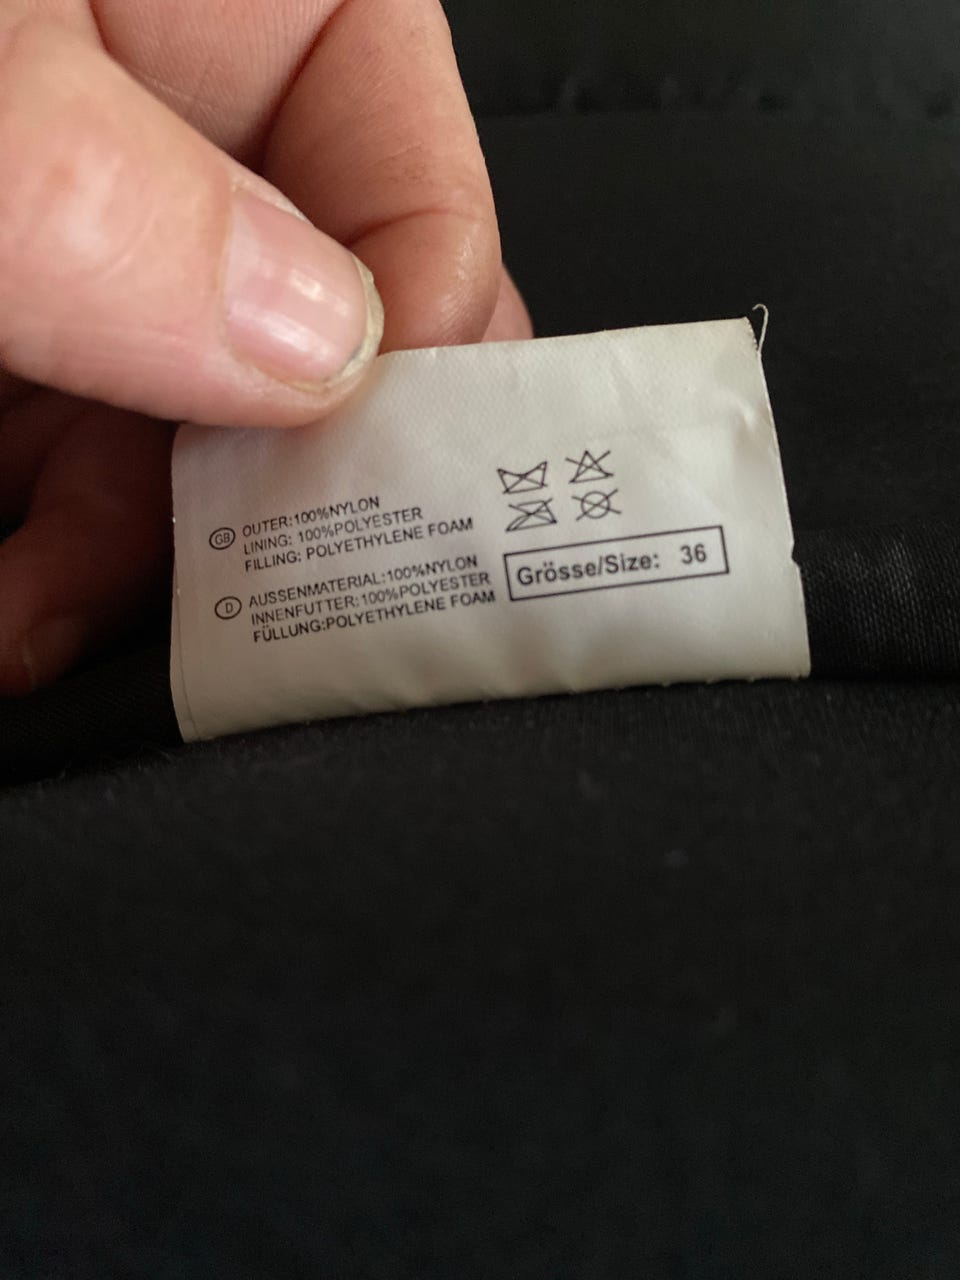 GB OUTER:100%NYLON
LINING: 100%POLYESTER
FILLING: POLYETHYLENE FOAM
D AUSSENMATERIAL:100%NYLON
INNENFUTTER:100%POLYESTER
FÜLLUNG:POLYETHYLENE FOAM
Grösse/Size: 36